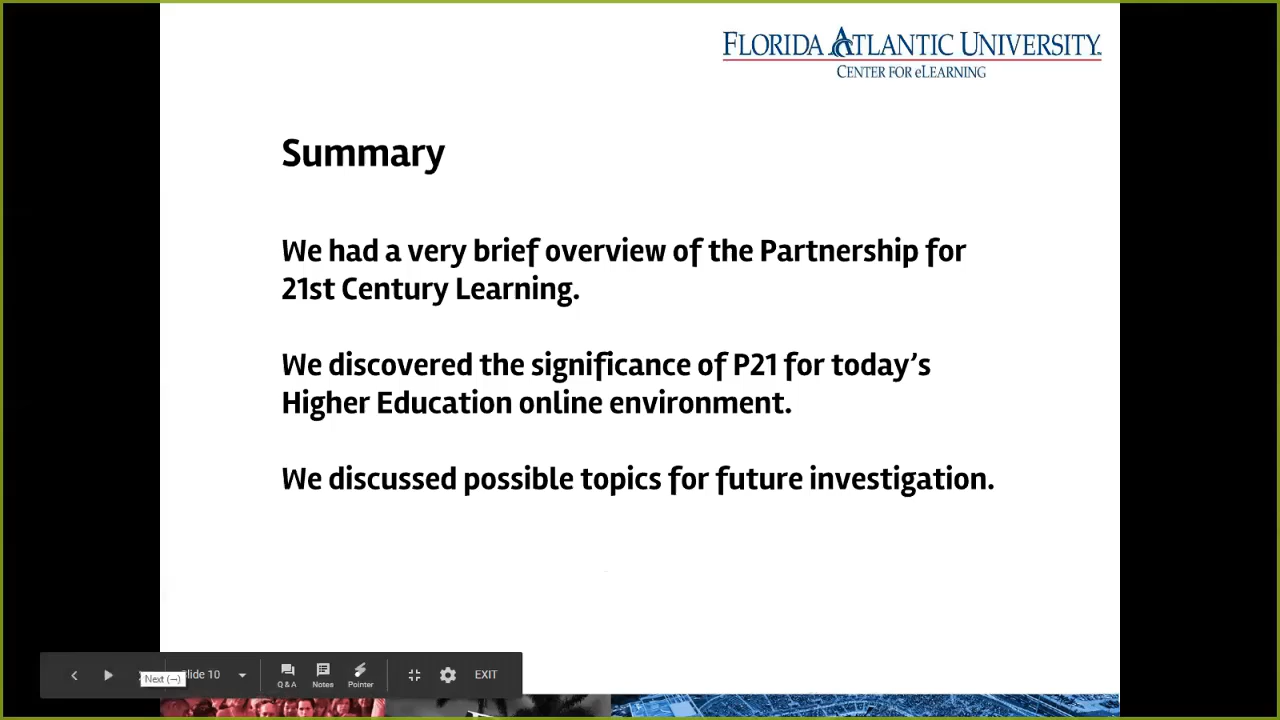 FLORIDA ATLANTIC UNIVERSITY
CENTER FOR eLEARNING
Summary
We had a very brief overview of the Partnership for
21st Century Learning.
We discovered the significance of P21 for today’s
Higher Education online environment.
We discussed possible topics for future investigation.
Slide 10
Q & A
Notes
Pointer
EXIT
Next (→)